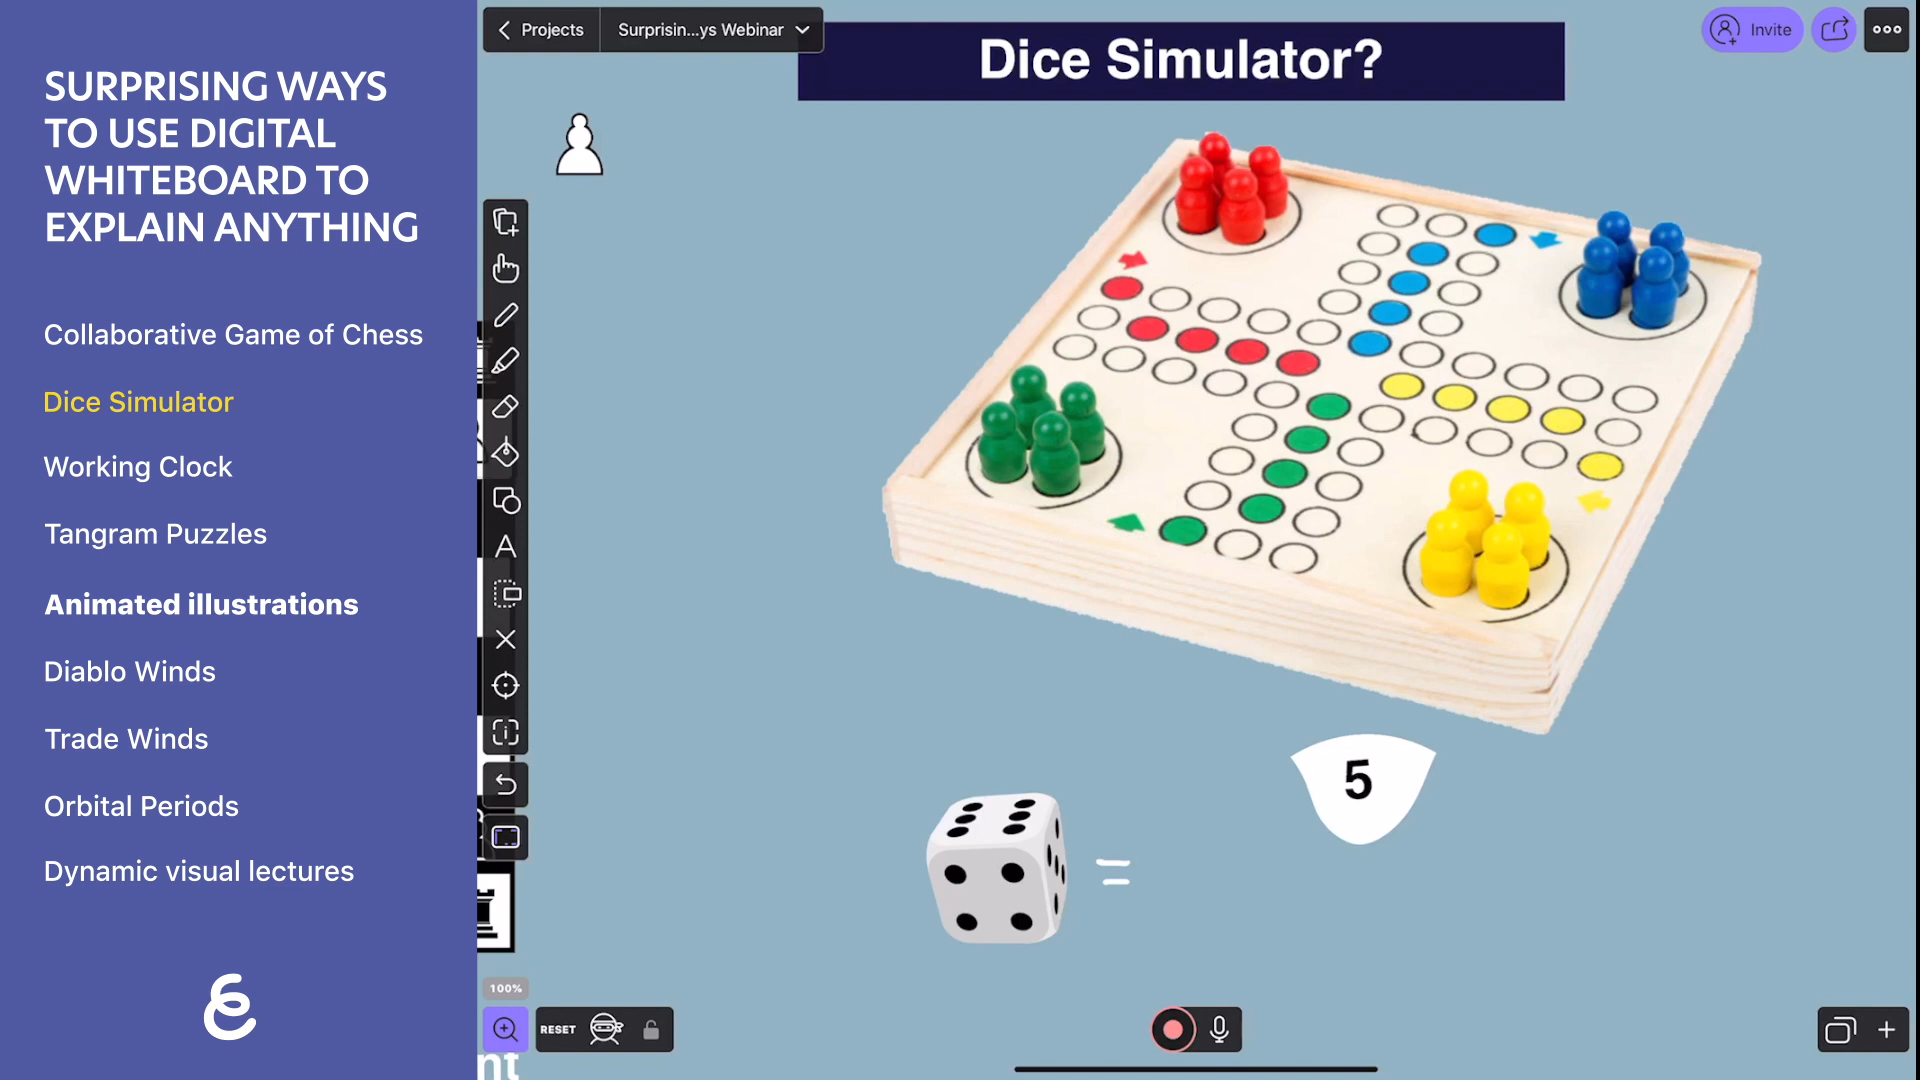 SURPRISING WAYS
TO USE DIGITAL
WHITEBOARD TO
EXPLAIN ANYTHING
Collaborative Game of Chess
Dice Simulator
Working Clock
Tangram Puzzles
Animated illustrations
Diablo Winds
Trade Winds
Orbital Periods
Dynamic visual lectures
Projects
Surprisin...ys Webinar
Dice Simulator?
Invite
A
5
=
100%
RESET
nt